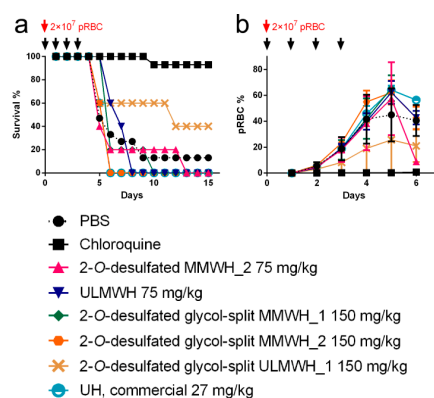 a
2×10⁷ pRBC
Survival %
100
80
60
40
20
0
0
5
10
15
Days
b
2×10⁷ pRBC
pRBC %
80
60
40
20
0
0
1
2
3
4
5
6
Days
PBS
Chloroquine
2-O-desulfated MMWH_2 75 mg/kg
ULMWH 75 mg/kg
2-O-desulfated glycol-split MMWH_1 150 mg/kg
2-O-desulfated glycol-split MMWH_2 150 mg/kg
2-O-desulfated glycol-split ULMWH_1 150 mg/kg
UH, commercial 27 mg/kg